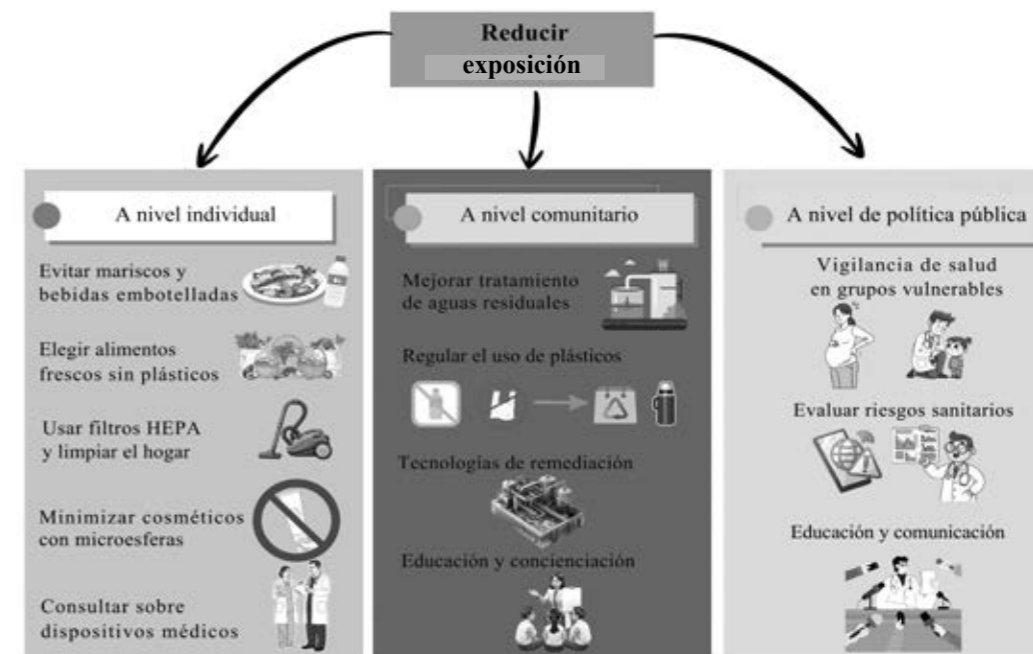 Reducir
exposición
A nivel individual
Evitar mariscos y
bebidas embotelladas
Elegir alimentos
frescos sin plásticos
Usar filtros HEPA
y limpiar el hogar
Minimizar cosméticos
con microesferas
Consultar sobre
dispositivos médicos
A nivel comunitario
Mejorar tratamiento
de aguas residuales
Regular el uso de plásticos
Tecnologías de remediación
Educación y concienciación
A nivel de política pública
Vigilancia de salud
en grupos vulnerables
Evaluar riesgos sanitarios
Educación y comunicación